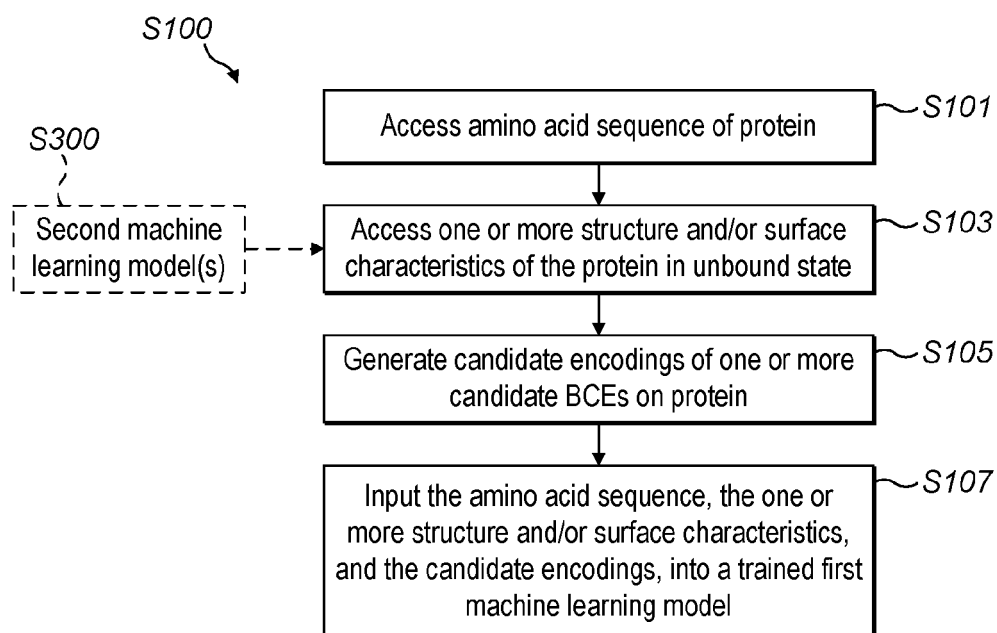 S100
Access amino acid sequence of protein
S101
S300
Second machine
learning model(s)
Access one or more structure and/or surface
characteristics of the protein in unbound state
S103
Generate candidate encodings of one or more
candidate BCEs on protein
S105
Input the amino acid sequence, the one or
more structure and/or surface characteristics,
and the candidate encodings, into a trained first
machine learning model
S107